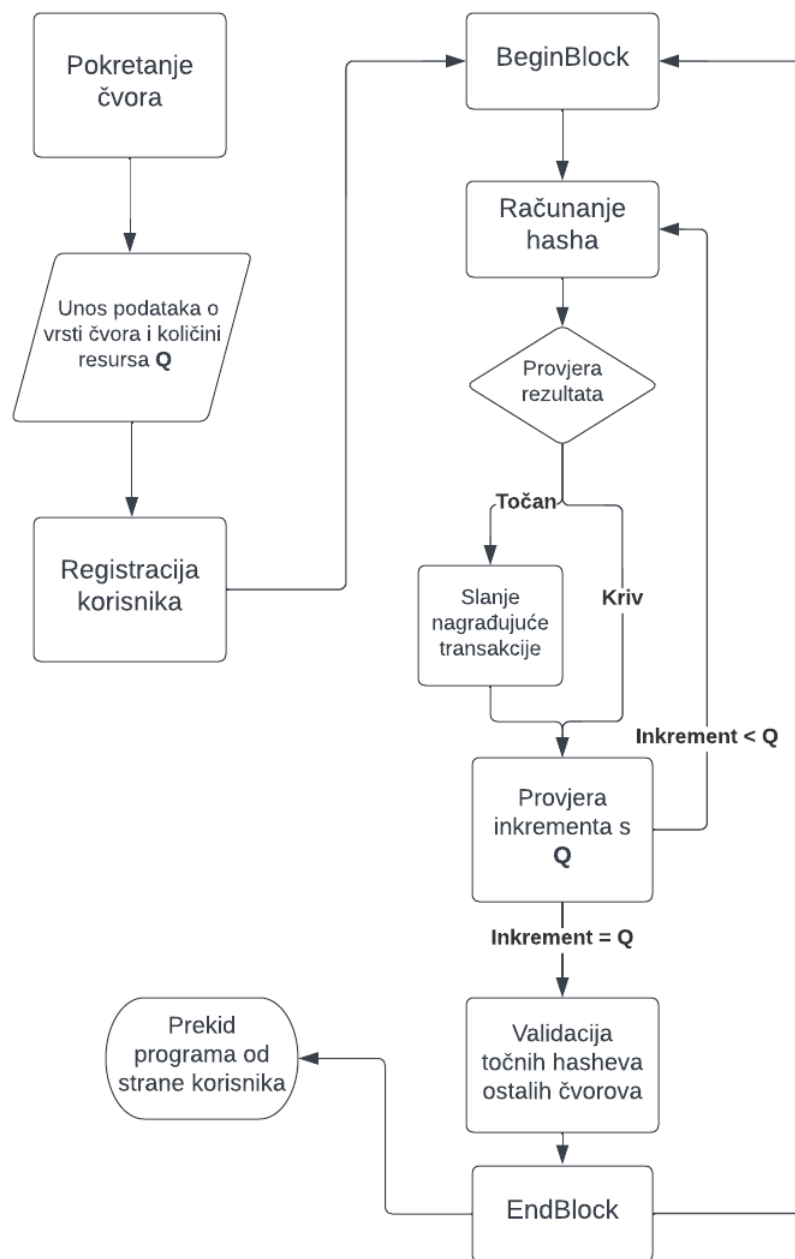 Pokretanje
čvora
Unos podataka o
vrsti čvora i količini
resursa Q
Registracija
korisnika
BeginBlock
Računanje
hasha
Provjera
rezultata
Točan
Kriv
Slanje
nagrađujuće
transakcije
Inkrement < Q
Provjera
inkrementa s
Q
Inkrement = Q
Validacija
točnih hasheva
ostalih čvorova
EndBlock
Prekid
programa od
strane korisnika